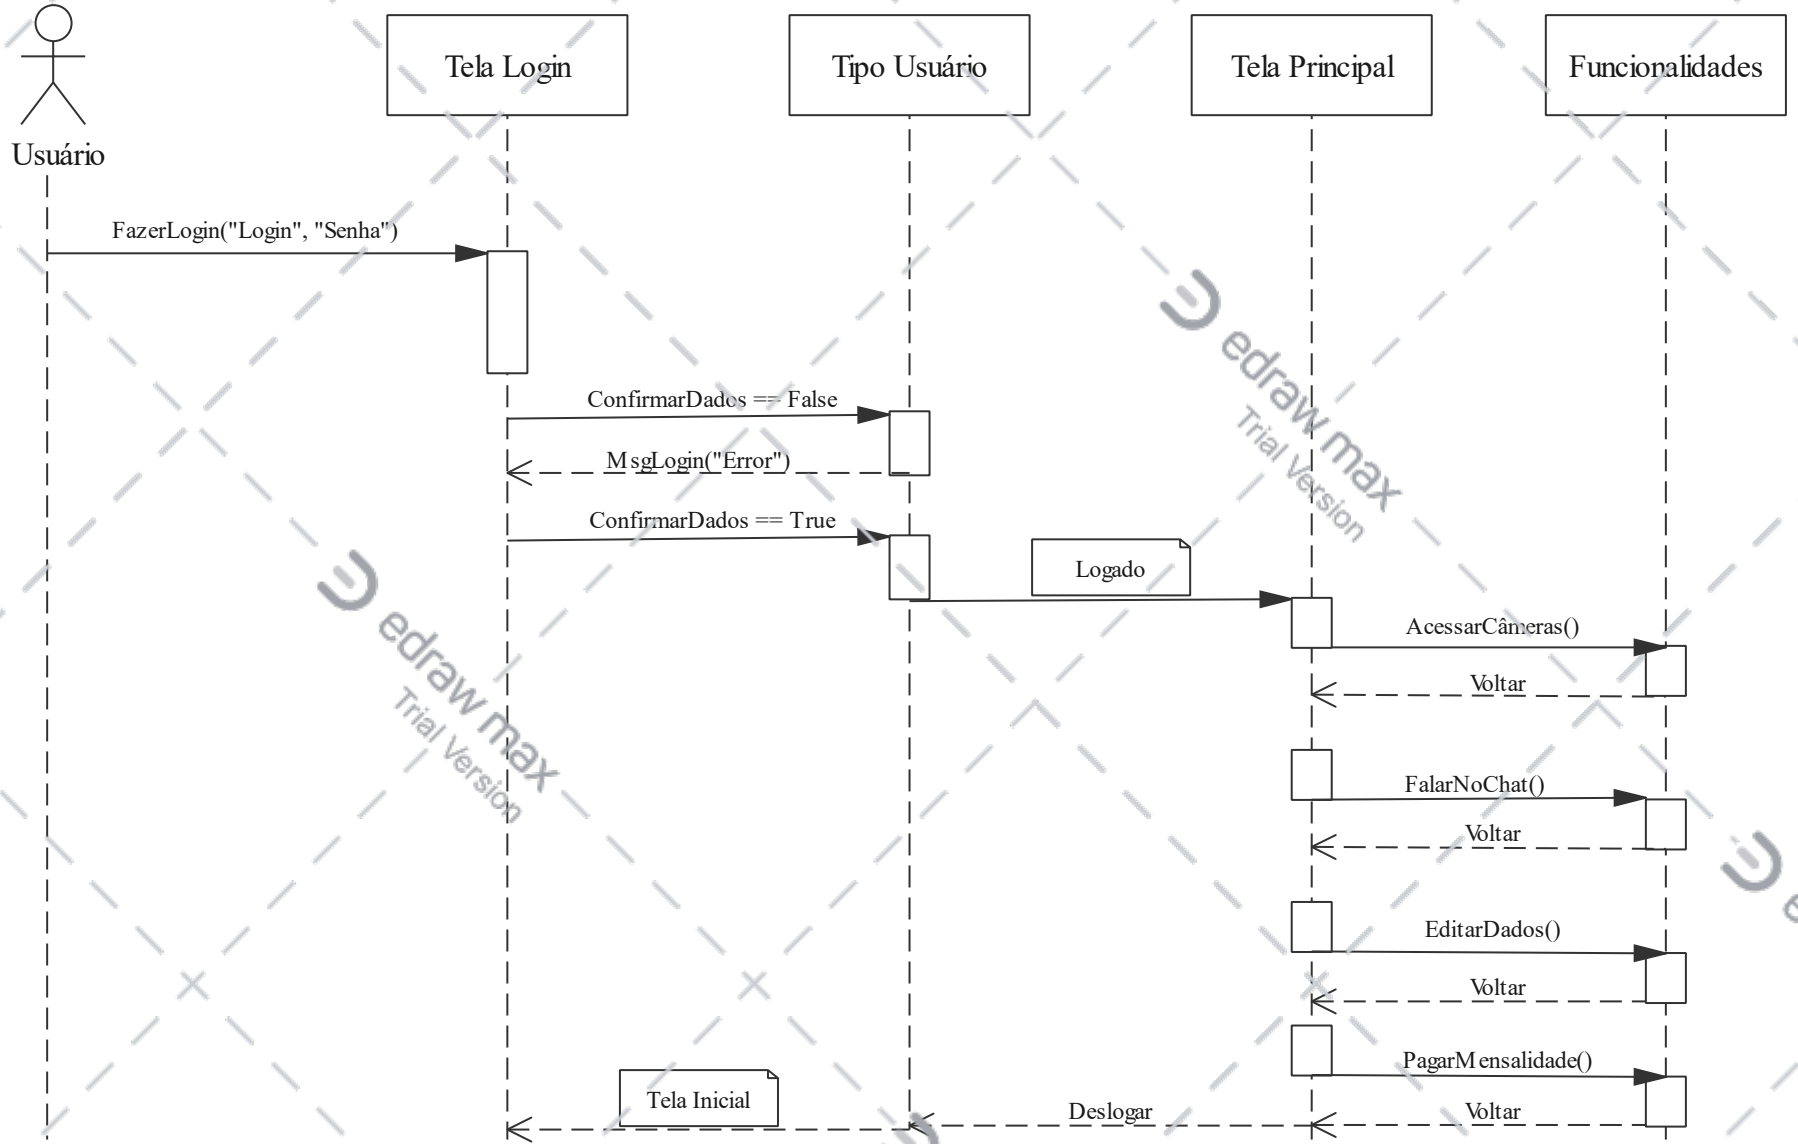 Tela Login
Tipo Usuário
Tela Principal
Funcionalidades
Usuário
FazerLogin("Login", "Senha")
ConfirmarDados == False
MsgLogin("Error")
ConfirmarDados == True
Logado
AcessarCâmeras()
Voltar
FalarNoChat()
Voltar
EditarDados()
Voltar
PagarMensalidade()
Tela Inicial
Deslogar
Voltar
edraw max
Trial Version
edraw max
Trial Version